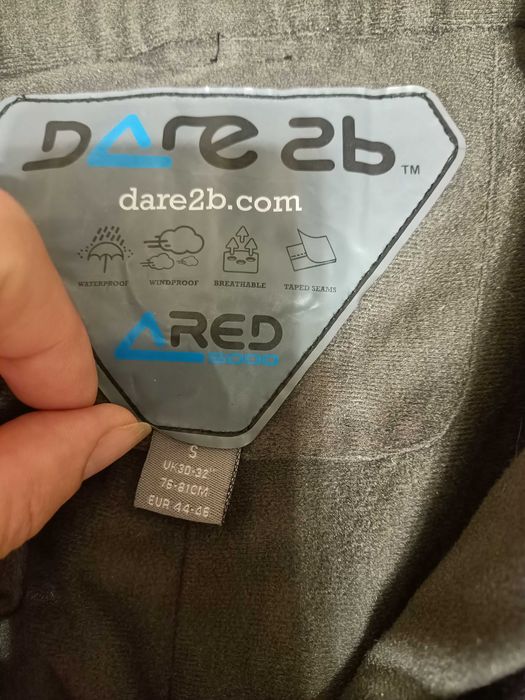 Dare 2b™
dare2b.com
WATERPROOF WINDPROOF BREATHABLE TAPED SEAMS
ARED
5000
S
UK30-32"
76-81CM
EUR 44-46